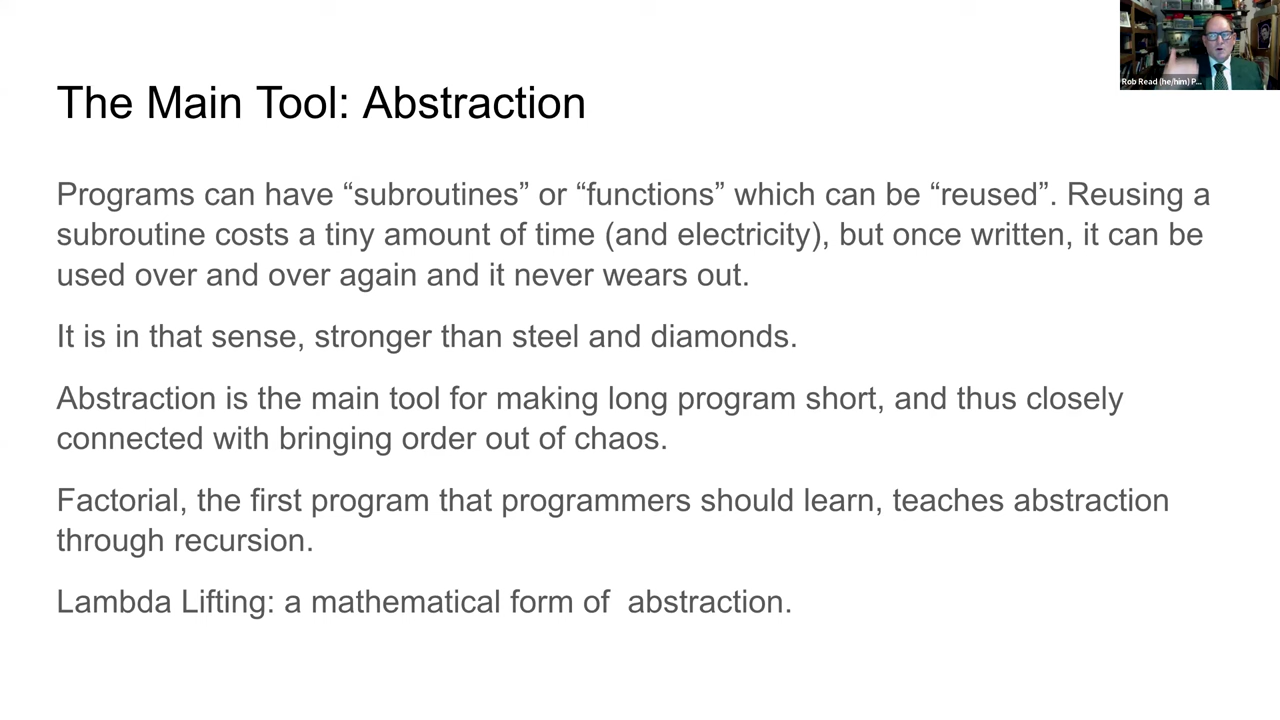 Rob Read (he/him) P...
The Main Tool: Abstraction
Programs can have “subroutines” or “functions” which can be “reused”. Reusing a
subroutine costs a tiny amount of time (and electricity), but once written, it can be
used over and over again and it never wears out.
It is in that sense, stronger than steel and diamonds.
Abstraction is the main tool for making long program short, and thus closely
connected with bringing order out of chaos.
Factorial, the first program that programmers should learn, teaches abstraction
through recursion.
Lambda Lifting: a mathematical form of  abstraction.